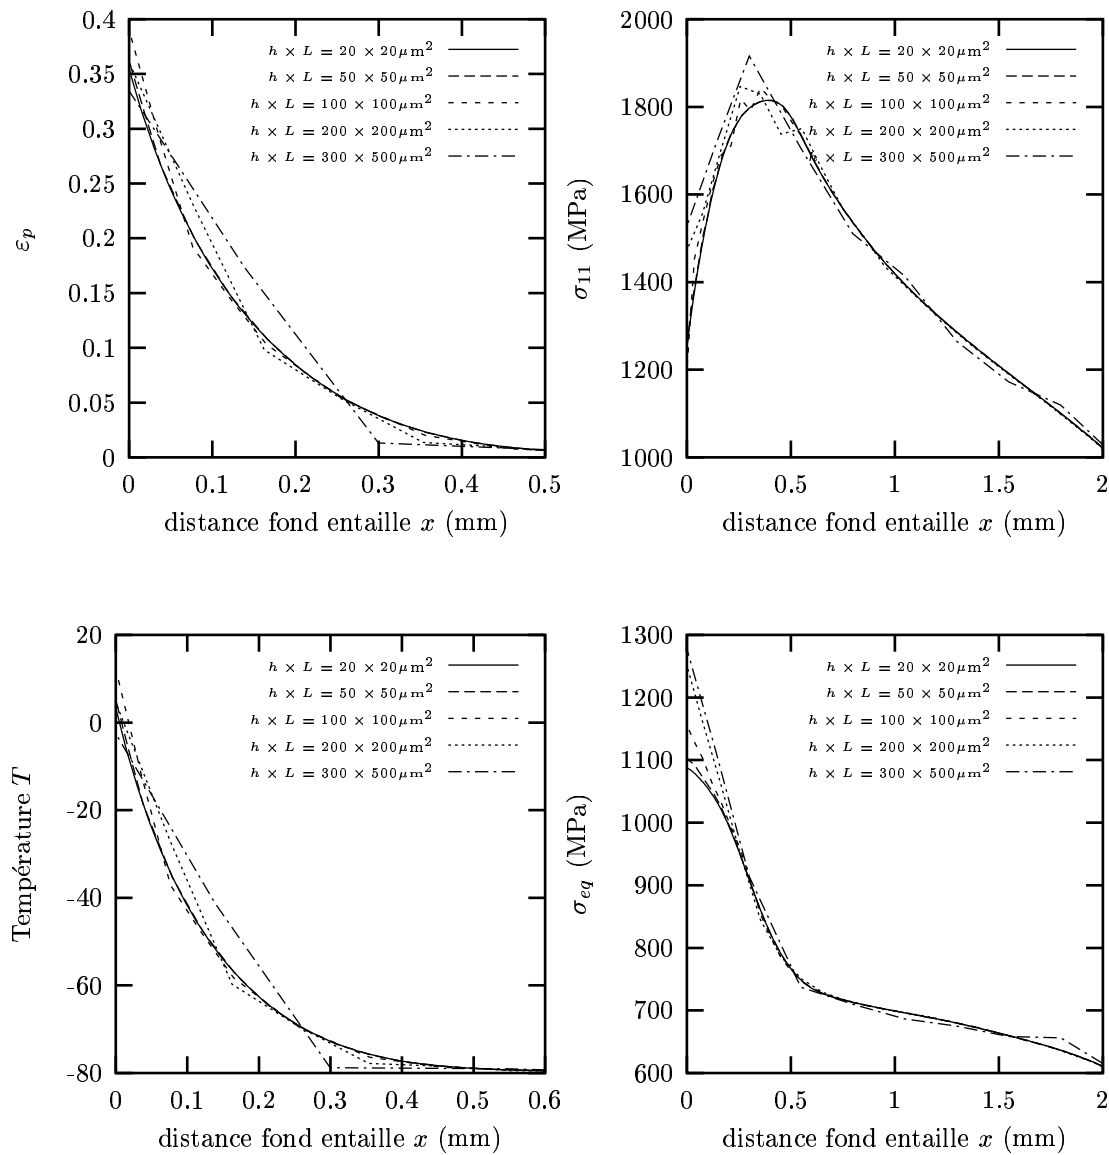 0.4
0.35
0.3
0.25
0.2
0.15
0.1
0.05
0
εp
h × L = 20 × 20μm²
h × L = 50 × 50μm²
h × L = 100 × 100μm²
h × L = 200 × 200μm²
h × L = 300 × 500μm²
0 0.1 0.2 0.3 0.4 0.5
distance fond entaille x (mm)
2000
1800
1600
1400
1200
1000
σ11 (MPa)
h × L = 20 × 20μm²
h × L = 50 × 50μm²
h × L = 100 × 100μm²
h × L = 200 × 200μm²
× L = 300 × 500μm²
0 0.5 1 1.5 2
distance fond entaille x (mm)
20
0
-20
-40
-60
-80
Température T
h × L = 20 × 20μm²
h × L = 50 × 50μm²
h × L = 100 × 100μm²
h × L = 200 × 200μm²
h × L = 300 × 500μm²
0 0.1 0.2 0.3 0.4 0.5 0.6
distance fond entaille x (mm)
1300
1200
1100
1000
900
800
700
600
σeq (MPa)
h × L = 20 × 20μm²
h × L = 50 × 50μm²
h × L = 100 × 100μm²
h × L = 200 × 200μm²
h × L = 300 × 500μm²
0 0.5 1 1.5 2
distance fond entaille x (mm)